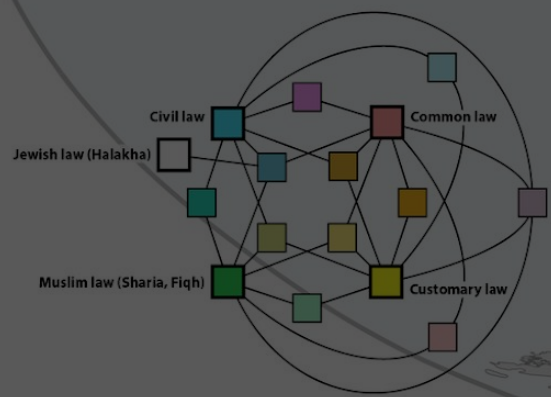 Civil law
Common law
Jewish law (Halakha)
Muslim law (Sharia, Fiqh)
Customary law